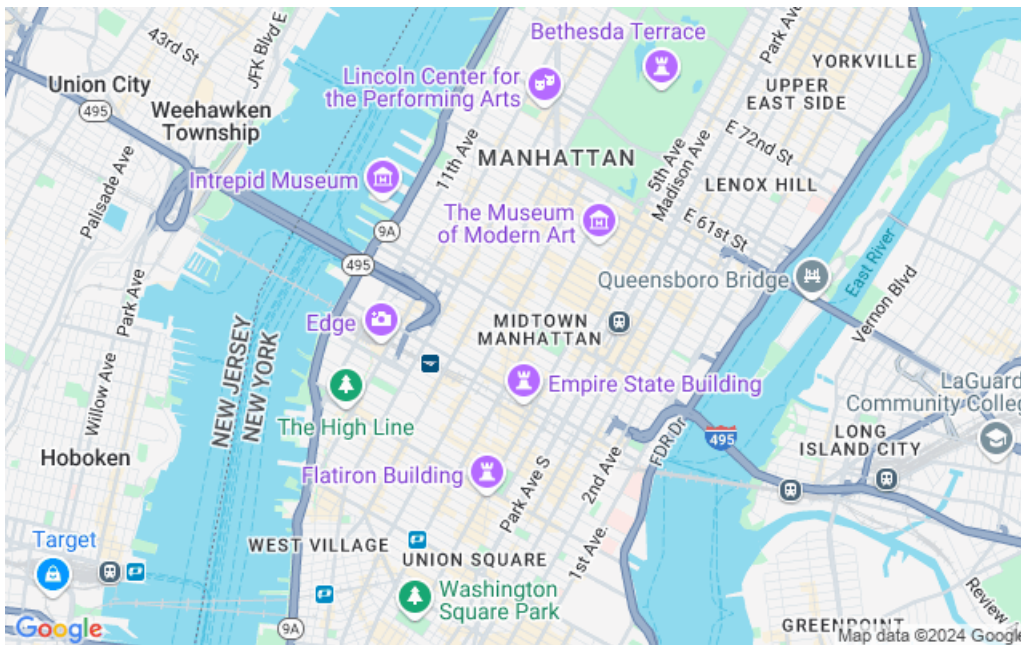 43rd St
JFK Blvd E
Bethesda Terrace
Park Ave
YORKVILLE
Union City
495
Weehawken
Township
Lincoln Center for
the Performing Arts
UPPER
EAST SIDE
11th Ave
MANHATTAN
E 72nd St
5th Ave
Madison Ave
LENOX HILL
Palisade Ave
Intrepid Museum
The Museum
of Modern Art
E 61st St
9A
495
Queensboro Bridge
East River
Vernon Blvd
Park Ave
Edge
MIDTOWN
MANHATTAN
NEW JERSEY
NEW YORK
Willow Ave
Empire State Building
LaGuard
Community Colleg
The High Line
Hoboken
FDR Dr
495
LONG
ISLAND CITY
Flatiron Building
Park Ave S
2nd Ave
Target
WEST VILLAGE
UNION SQUARE
1st Ave.
Washington
Square Park
Review
9A
GREENPOINT
Google
Map data ©2024 Google